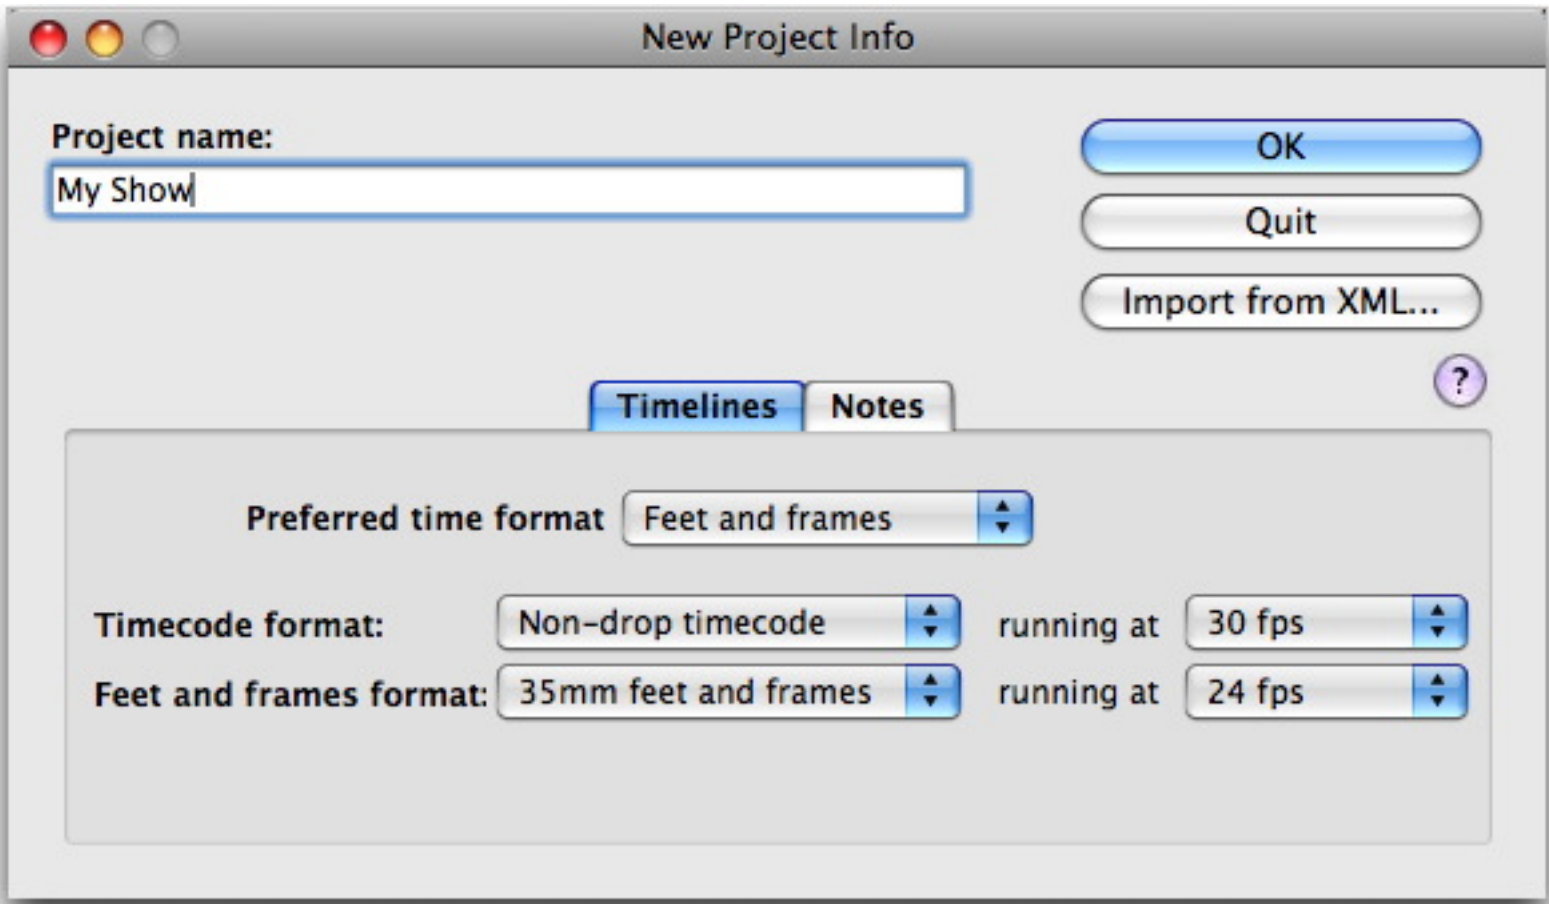 New Project Info
Project name:
My Show
OK
Quit
Import from XML...
?
Timelines Notes
Preferred time format Feet and frames
Timecode format: Non-drop timecode running at 30 fps
Feet and frames format: 35mm feet and frames running at 24 fps